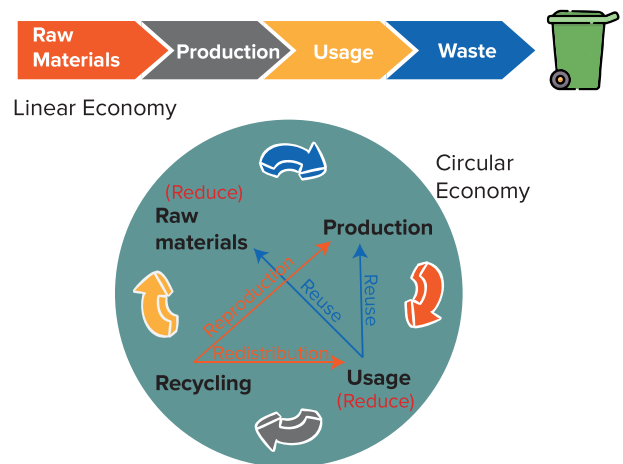 Raw
Materials
Production
Usage
Waste
Linear Economy
Circular
Economy
(Reduce)
Raw
materials
Production
Reproduction
Reuse
Reuse
Redistribution
Recycling
Usage
(Reduce)